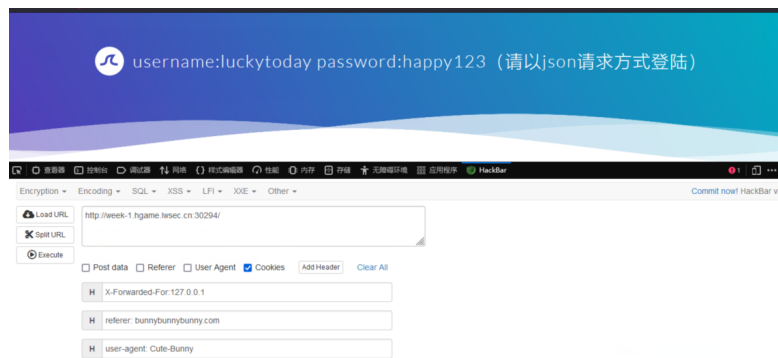 username:luckytoday password:happy123（请以json请求方式登陆）
查看器 控制台 调试器 网络 样式编辑器 性能 内存 存储 无障碍环境 应用程序 HackBar 1
Encryption Encoding SQL XSS LFI XXE Other Commit now! HackBar v
Load URL http://week-1.hgame.lwsec.cn:30294/
Split URL
Execute
Post data Referer User Agent Cookies Add Header Clear All
H X-Forwarded-For:127.0.0.1
H referer: bunnybunnybunny.com
H user-agent: Cute-Bunny